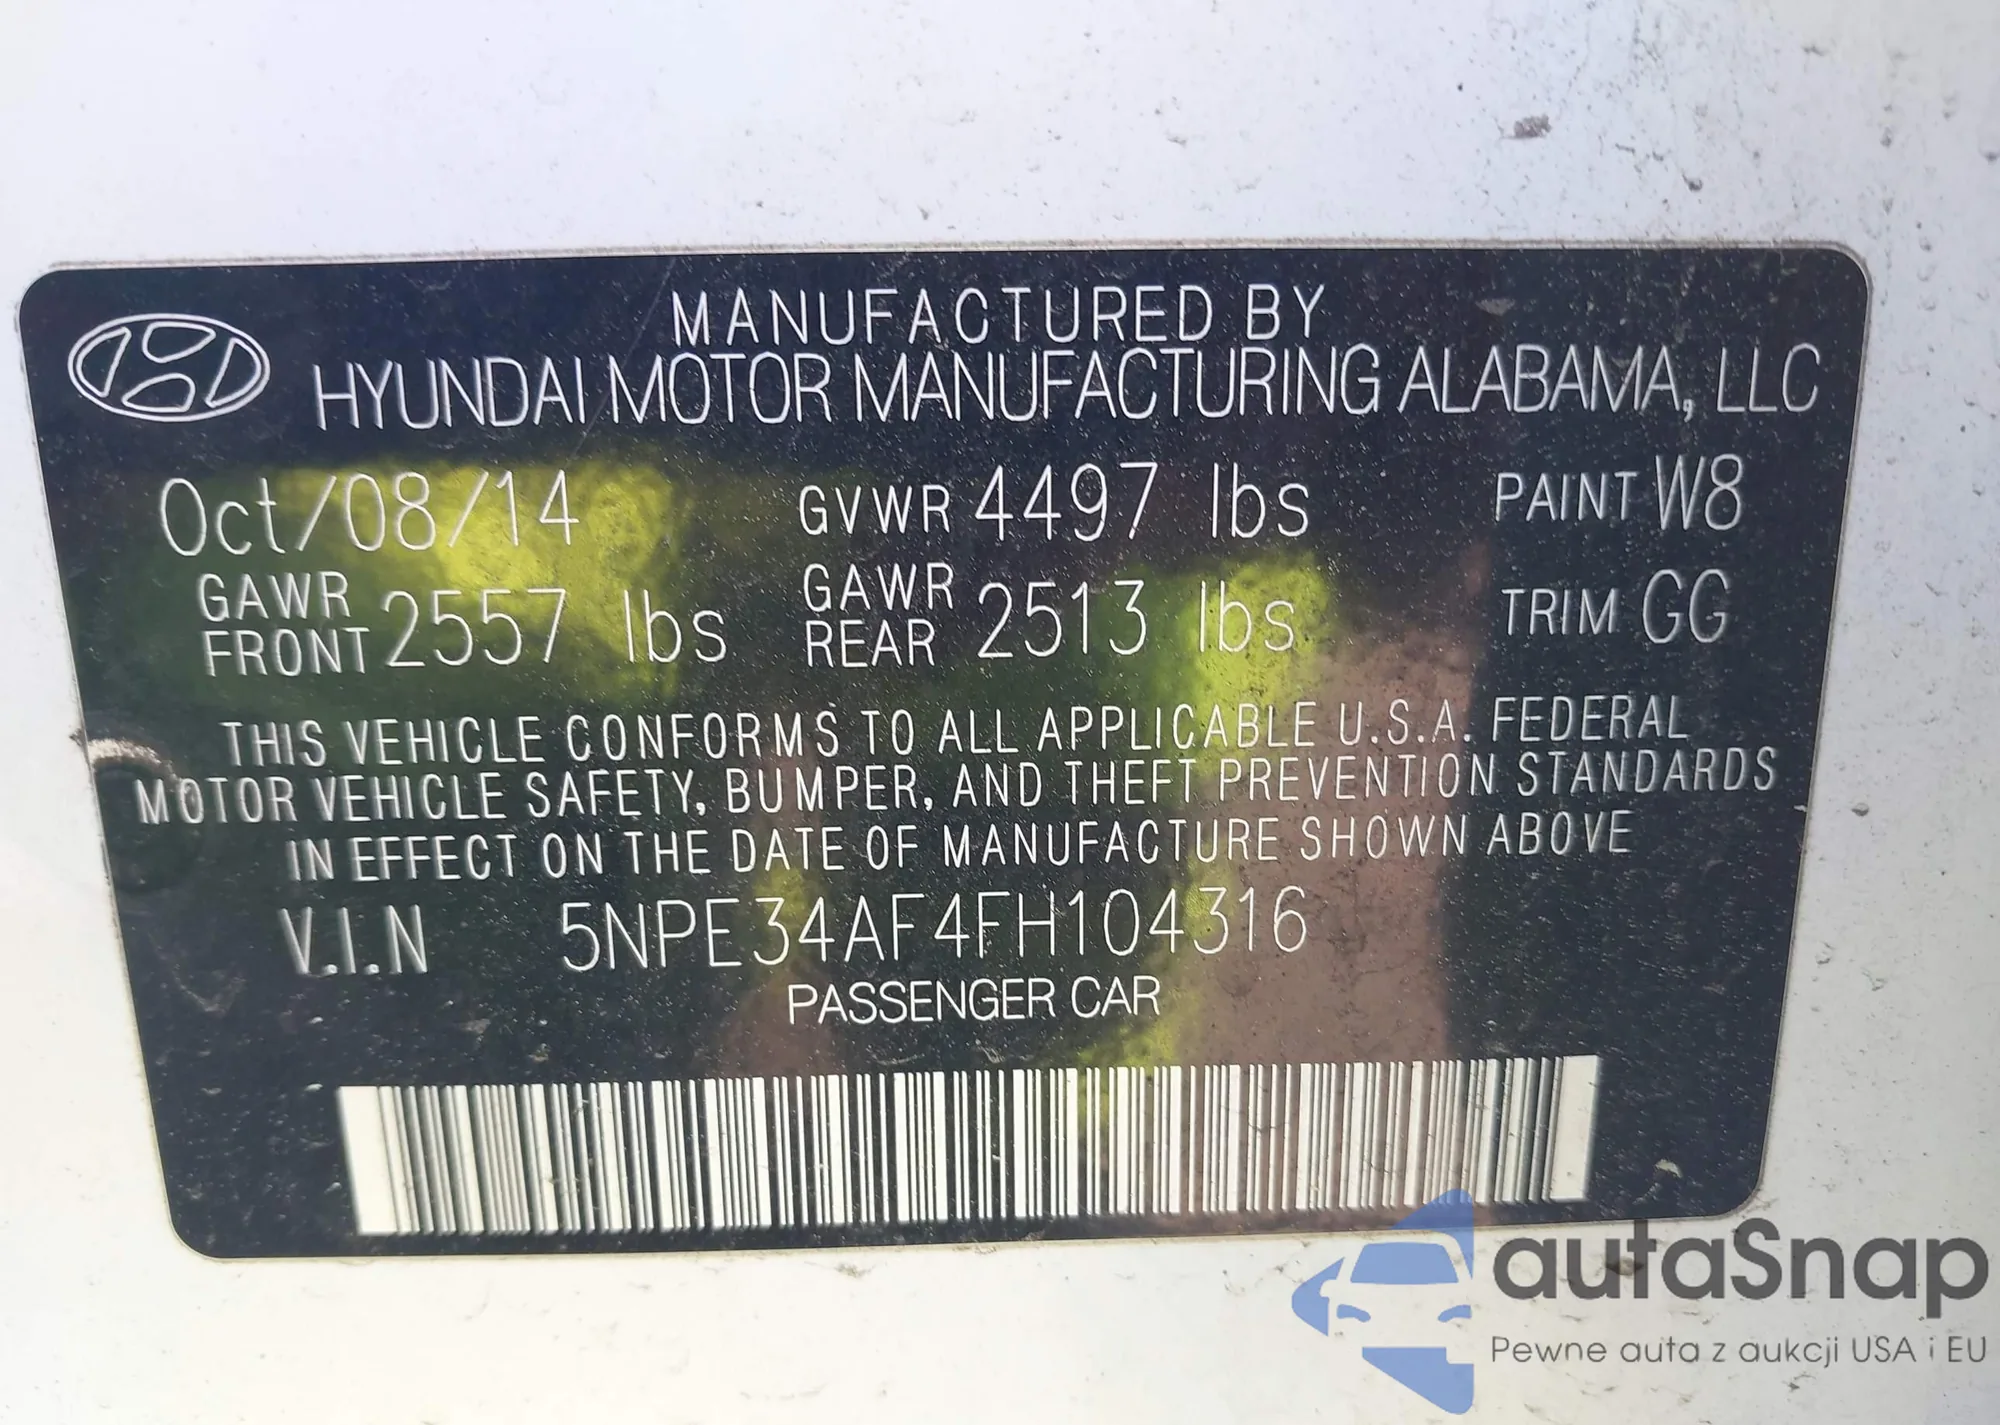 MANUFACTURED BY
HYUNDAI MOTOR MANUFACTURING ALABAMA, LLC
Oct/08/14 GVWR 4497 lbs PAINT W8
GAWR FRONT 2557 lbs GAWR REAR 2513 lbs TRIM GG
THIS VEHICLE CONFORMS TO ALL APPLICABLE U.S.A. FEDERAL
MOTOR VEHICLE SAFETY, BUMPER, AND THEFT PREVENTION STANDARDS
IN EFFECT ON THE DATE OF MANUFACTURE SHOWN ABOVE
V.I.N 5NPE34AF4FH104316
PASSENGER CAR
autaSnap
Pewne auta z aukcji USA i EU